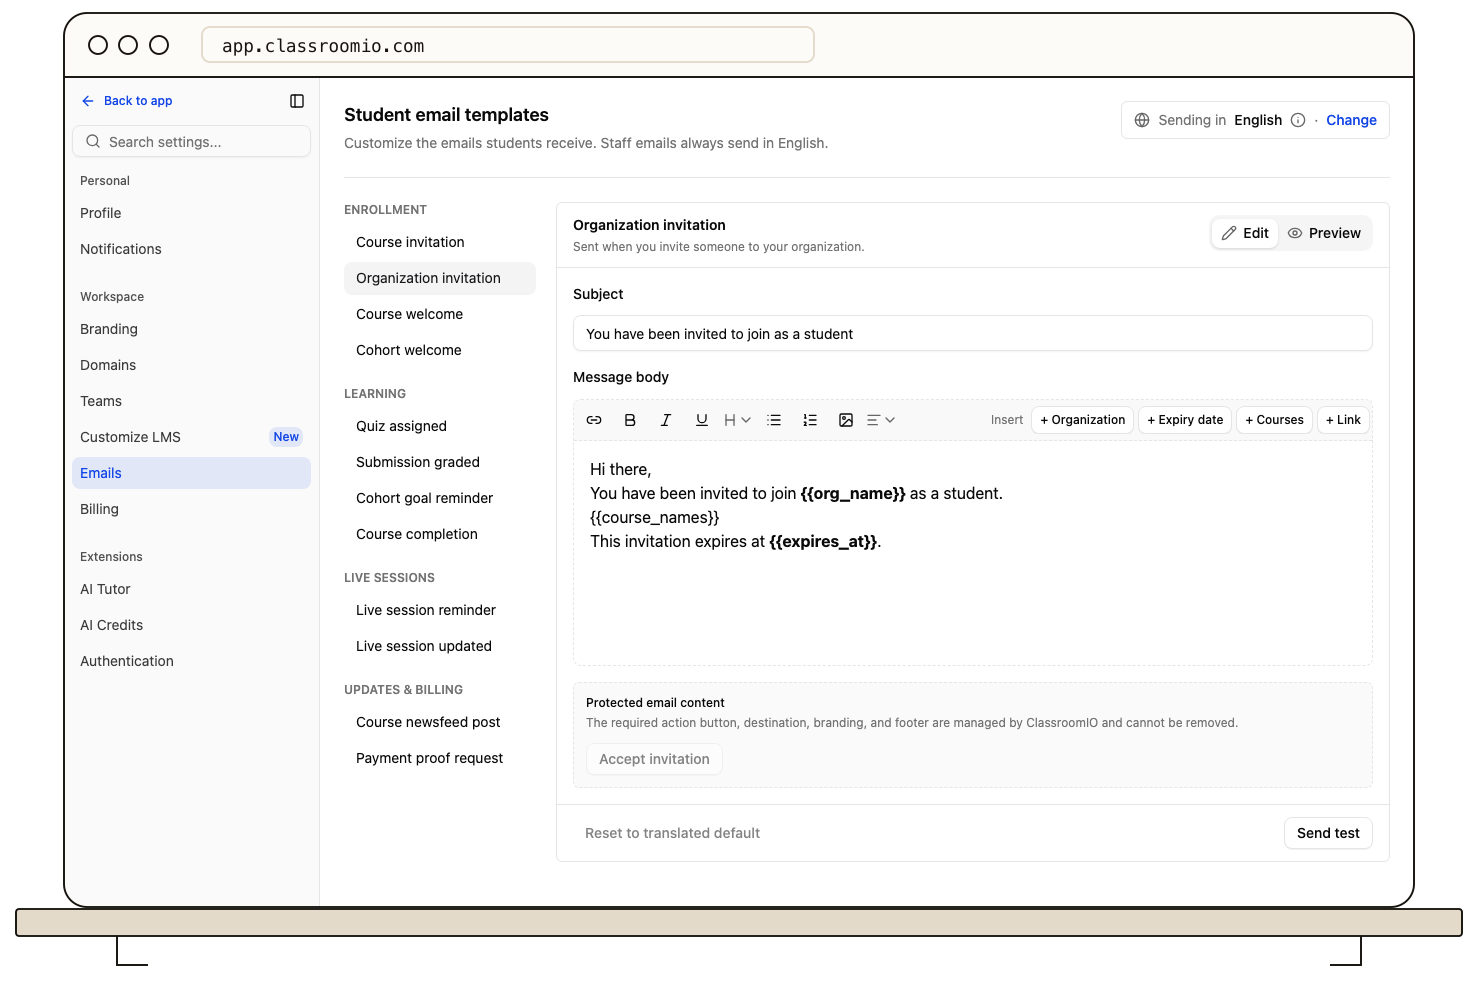 app.classroomio.com
Back to app
Search settings...
Personal
Profile
Notifications
Workspace
Branding
Domains
Teams
Customize LMS New
Emails
Billing
Extensions
AI Tutor
AI Credits
Authentication
Student email templates
Customize the emails students receive. Staff emails always send in English.
Sending in English · Change
ENROLLMENT
Course invitation
Organization invitation
Course welcome
Cohort welcome
LEARNING
Quiz assigned
Submission graded
Cohort goal reminder
Course completion
LIVE SESSIONS
Live session reminder
Live session updated
UPDATES & BILLING
Course newsfeed post
Payment proof request
Organization invitation
Sent when you invite someone to your organization.
Edit Preview
Subject
You have been invited to join as a student
Message body
B I U H Insert + Organization + Expiry date + Courses + Link
Hi there,
You have been invited to join {{org_name}} as a student.
{{course_names}}
This invitation expires at {{expires_at}}.
Protected email content
The required action button, destination, branding, and footer are managed by ClassroomIO and cannot be removed.
Accept invitation
Reset to translated default
Send test